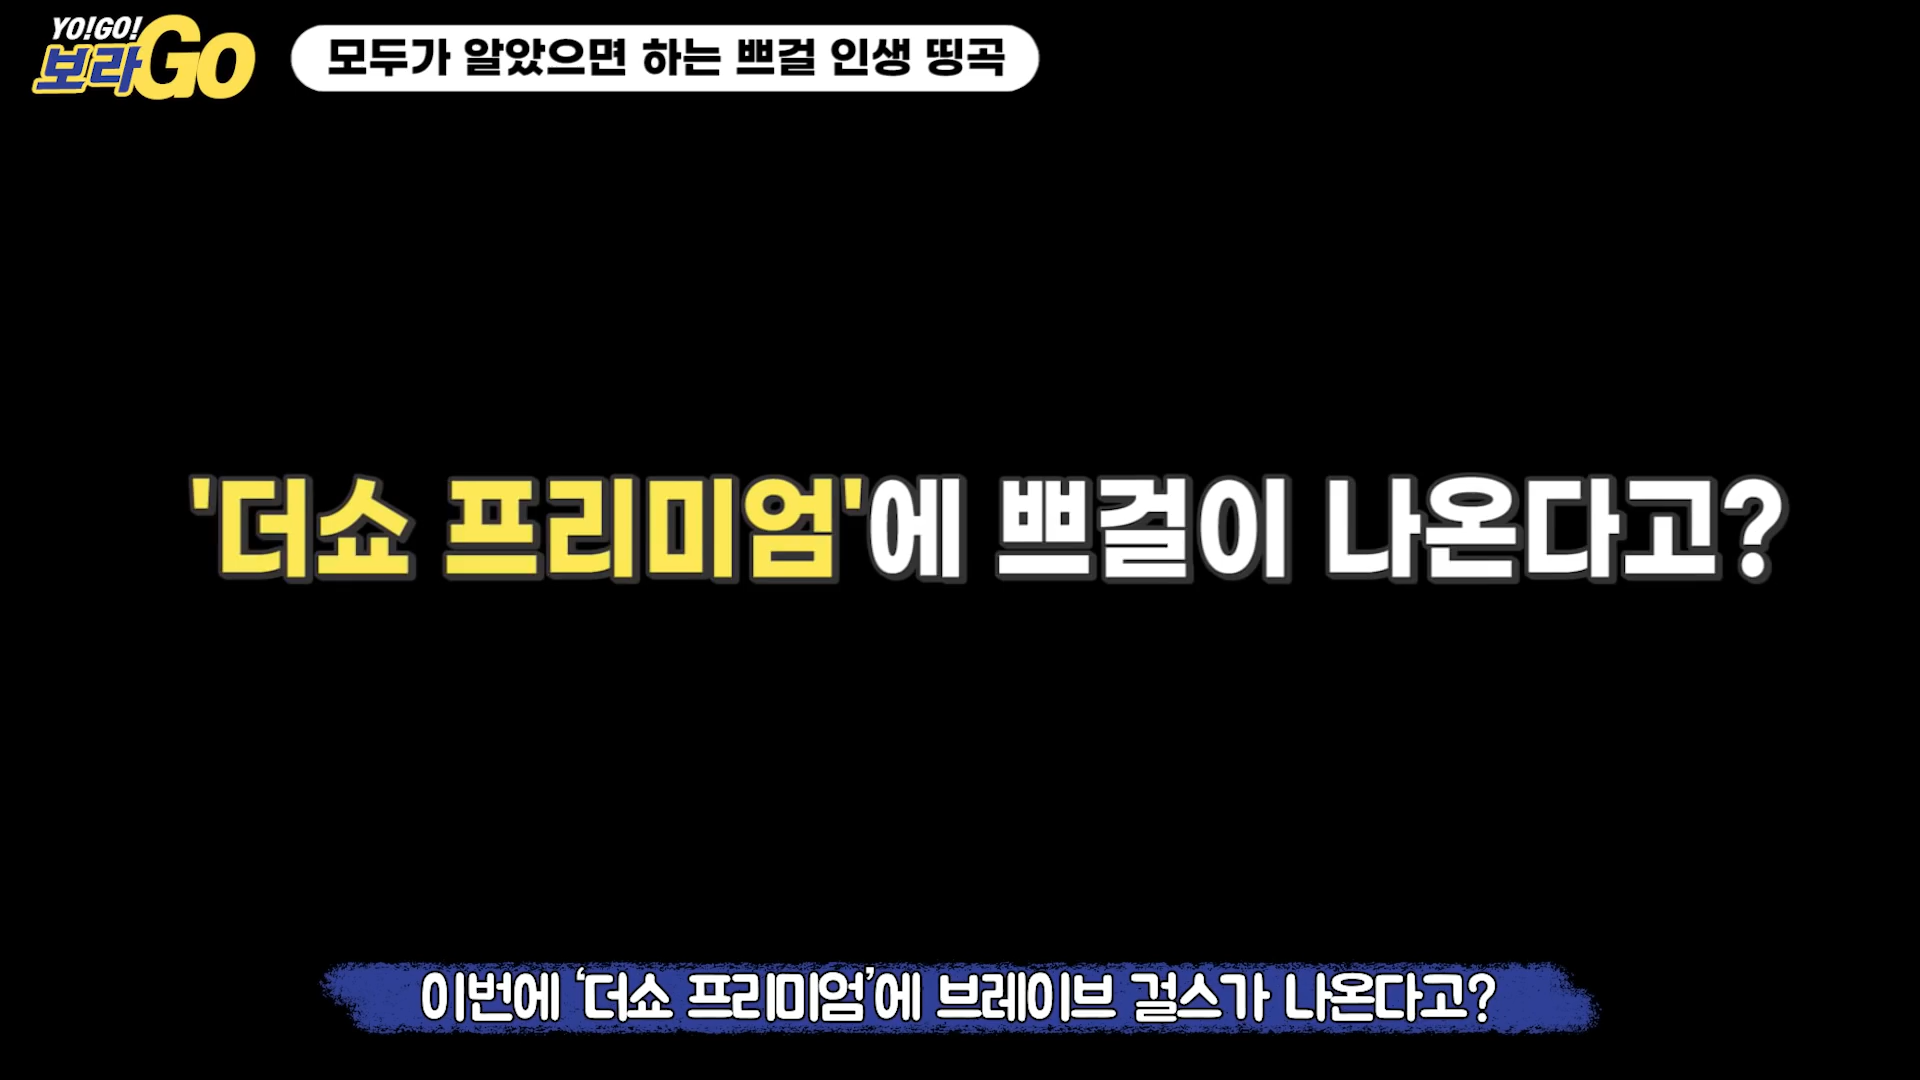 YO!GO!
보라Go
모두가 알았으면 하는 쁘걸 인생 띵곡
'더쇼 프리미엄'에 쁘걸이 나온다고?
이번에 ‘더쇼 프리미엄’에 브레이브 걸스가 나온다고?